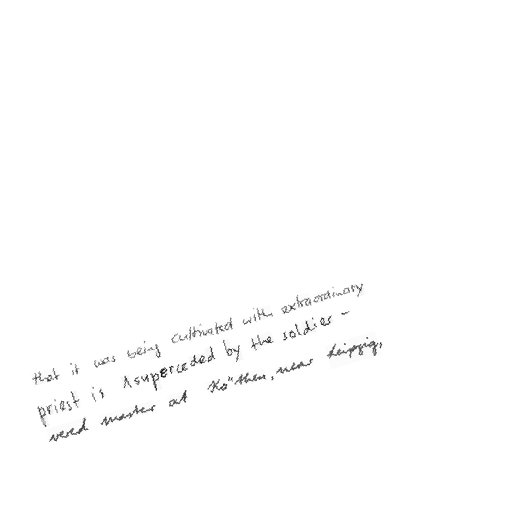 that it was being cultivated with extraordinary
priest is superceded by the soldier -
master at Kö"then, near Leipzig,